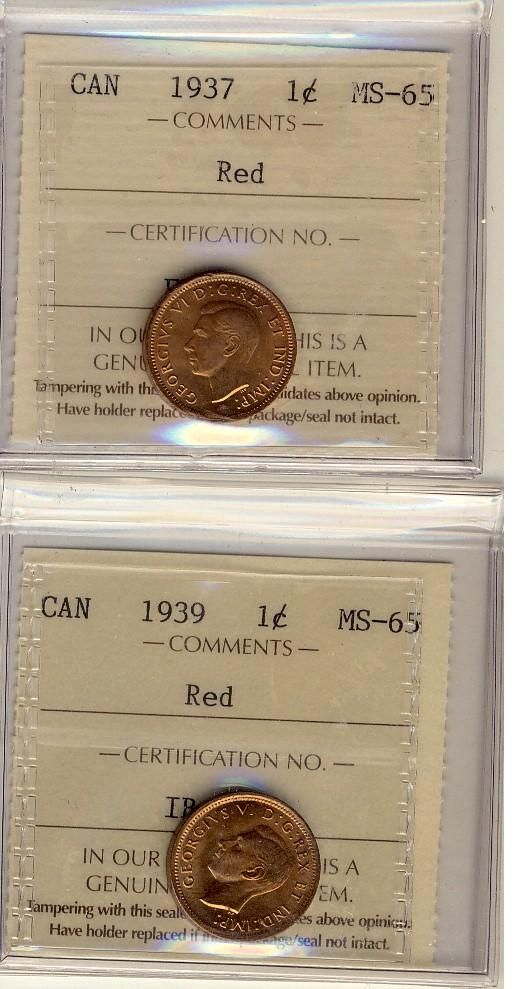 CAN 1937 1¢ MS-65
— COMMENTS —
Red
— CERTIFICATION NO. —
IN OU HIS IS A
GENU ITEM.
Tampering with thi idates above opinion.
Have holder replace package/seal not intact.
GEORGIVS VI D:G:REX ET IND:IMP:
CAN 1939 1¢ MS-65
— COMMENTS —
Red
— CERTIFICATION NO. —
IB
IN OUR IS A
GENUIN EM.
Tampering with this seal es above opinion.
Have holder replaced if package/seal not intact.
GEORGIVS VI D:G:REX ET IND:IMP: